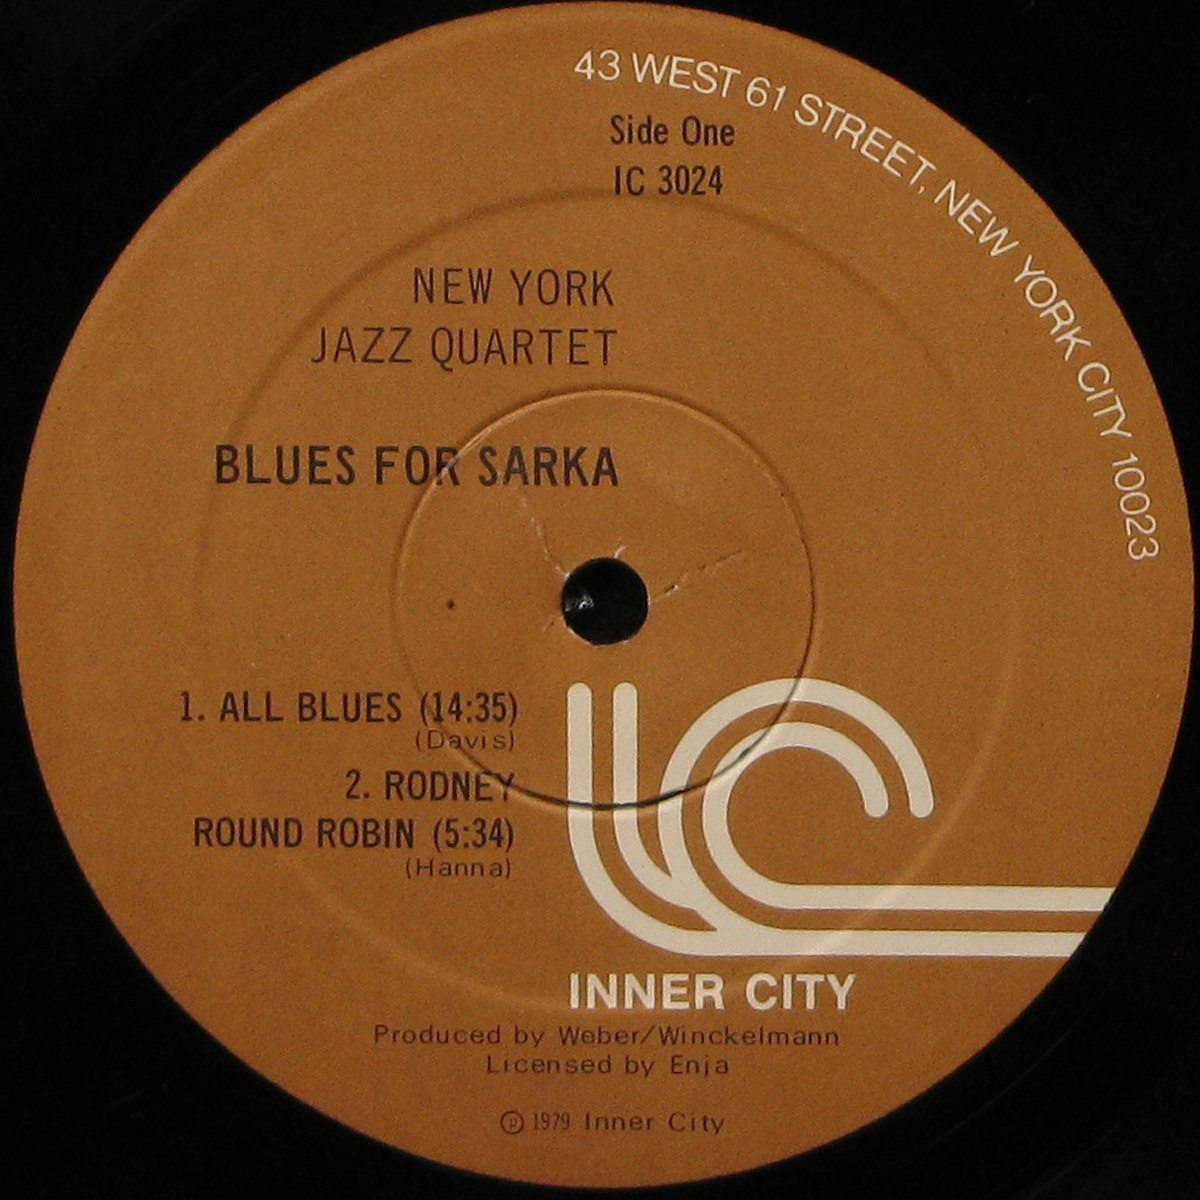 43 WEST 61 STREET, NEW YORK CITY 10023
Side One
IC 3024
NEW YORK
JAZZ QUARTET
BLUES FOR SARKA
1. ALL BLUES (14:35)
(Davis)
2. RODNEY
ROUND ROBIN (5:34)
(Hanna)
IC
INNER CITY
Produced by Weber/Winckelmann
Licensed by Enja
℗ 1979 Inner City